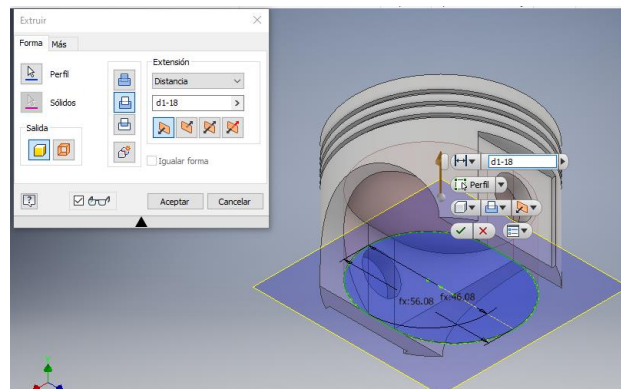 Extruir
Forma Más
Perfil
Sólidos
Salida
Extensión
Distancia
d1-18
Igualar forma
Aceptar Cancelar
d1-18
Perfil
fx:56.08 fx:46.08